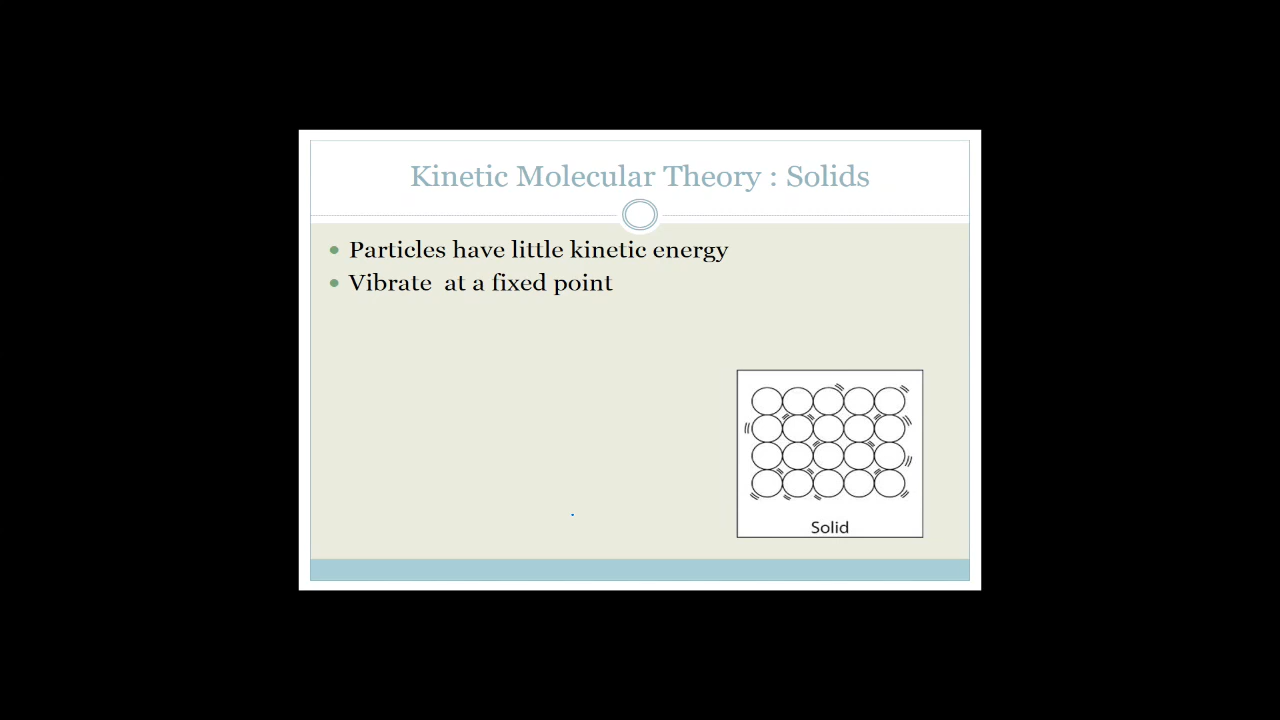 Kinetic Molecular Theory : Solids
Particles have little kinetic energy
Vibrate  at a fixed point
Solid